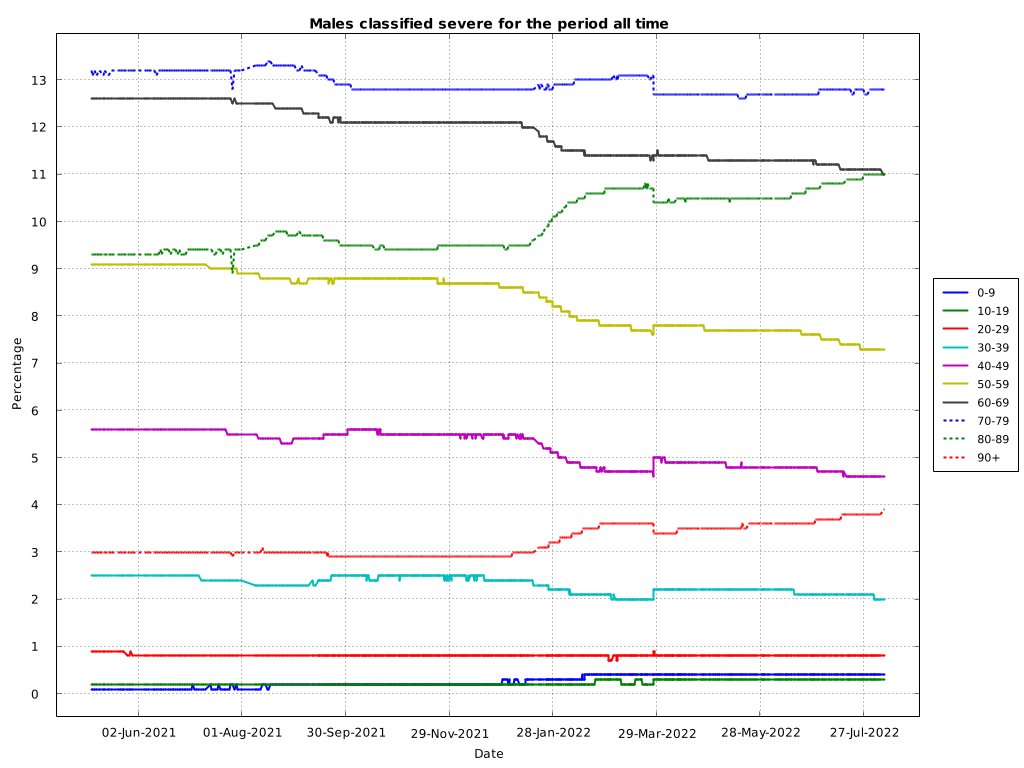 Males classified severe for the period all time
13
12
11
10
9
8
7
6
5
4
3
2
1
0
Percentage
02-Jun-2021
01-Aug-2021
30-Sep-2021
29-Nov-2021
28-Jan-2022
29-Mar-2022
28-May-2022
27-Jul-2022
Date
0-9
10-19
20-29
30-39
40-49
50-59
60-69
70-79
80-89
90+